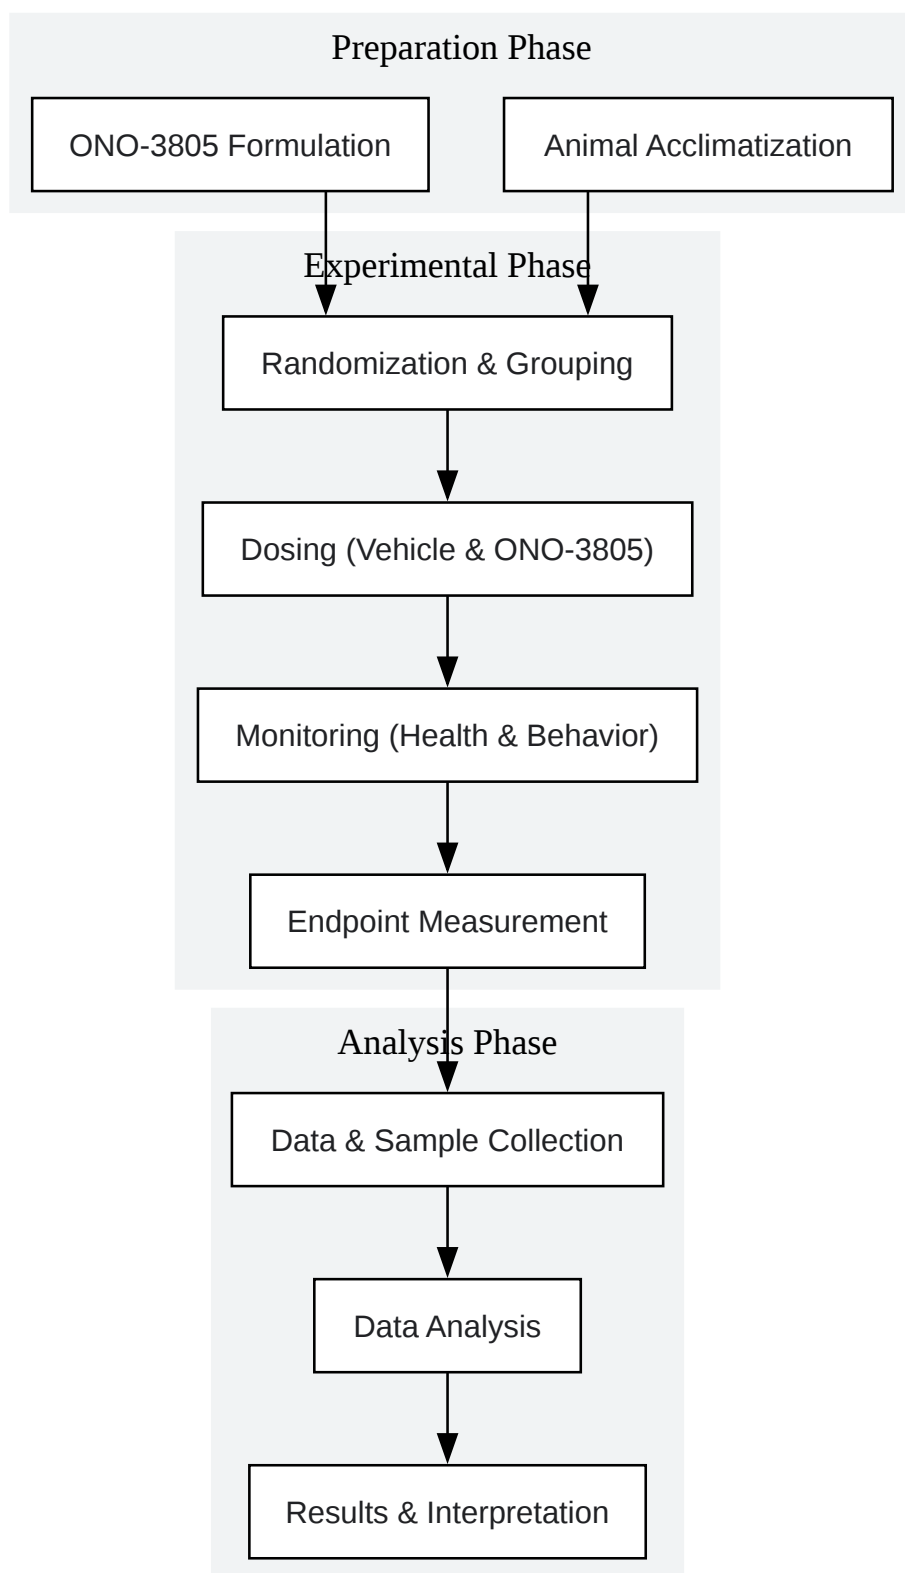 Preparation Phase
ONO-3805 Formulation
Animal Acclimatization
Experimental Phase
Randomization & Grouping
Dosing (Vehicle & ONO-3805)
Monitoring (Health & Behavior)
Endpoint Measurement
Analysis Phase
Data & Sample Collection
Data Analysis
Results & Interpretation